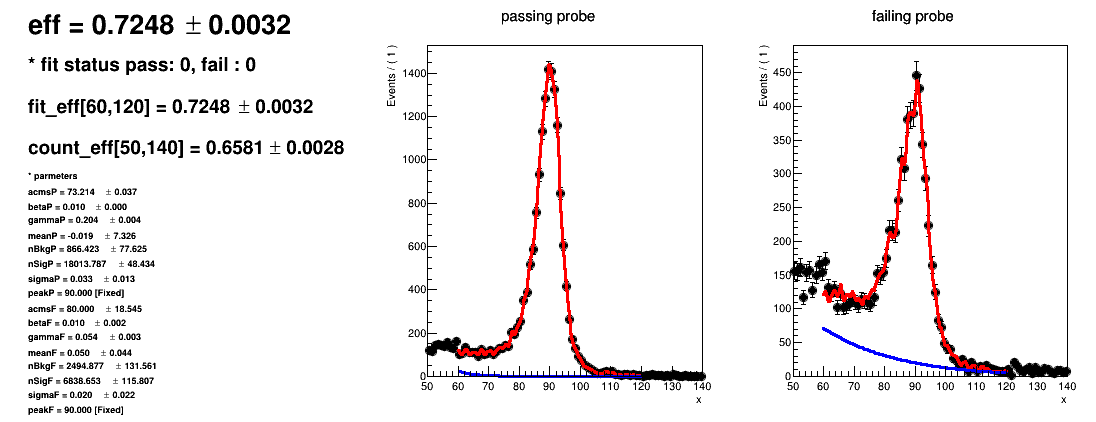 eff = 0.7248 ± 0.0032
* fit status pass: 0, fail : 0
fit_eff[60,120] = 0.7248 ± 0.0032
count_eff[50,140] = 0.6581 ± 0.0028
* parmeters
acmsP = 73.214 ± 0.037
betaP = 0.010 ± 0.000
gammaP = 0.204 ± 0.004
meanP = -0.019 ± 7.326
nBkgP = 866.423 ± 77.625
nSigP = 18013.787 ± 48.434
sigmaP = 0.033 ± 0.013
peakP = 90.000 [Fixed]
acmsF = 80.000 ± 18.545
betaF = 0.010 ± 0.002
gammaF = 0.054 ± 0.003
meanF = 0.050 ± 0.044
nBkgF = 2494.877 ± 131.561
nSigF = 6838.653 ± 115.807
sigmaF = 0.020 ± 0.022
peakF = 90.000 [Fixed]
passing probe
Events / ( 1 )
1400
1200
1000
800
600
400
200
0
50 60 70 80 90 100 110 120 130 140
x
failing probe
Events / ( 1 )
450
400
350
300
250
200
150
100
50
0
50 60 70 80 90 100 110 120 130 140
x